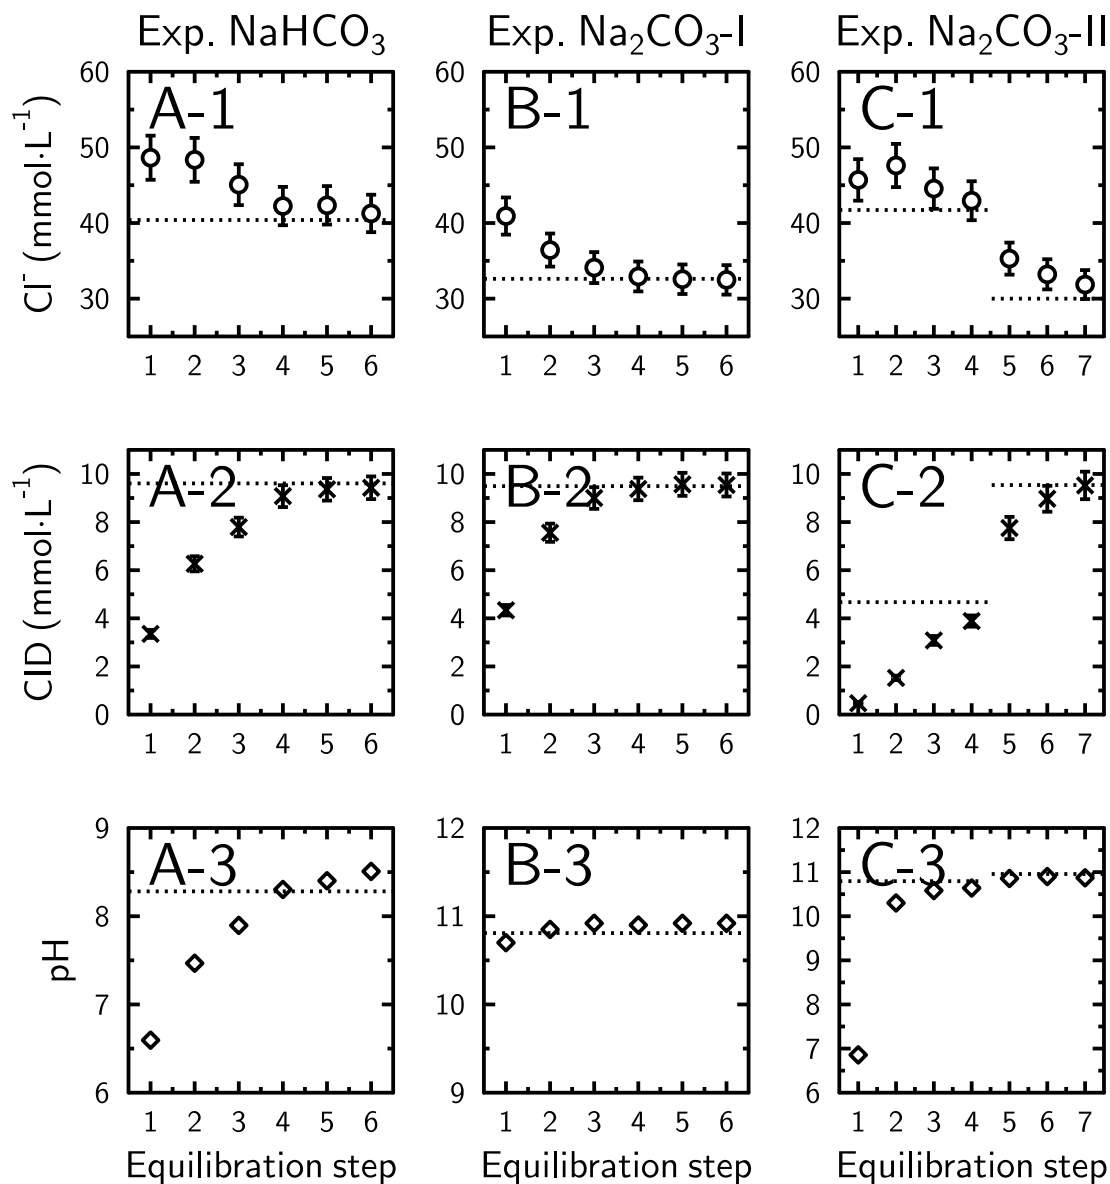 Exp. NaHCO₃ Exp. Na₂CO₃-I Exp. Na₂CO₃-II
Cl⁻ (mmol·L⁻¹)
60 50 40 30
A-1
1 2 3 4 5 6
60 50 40 30
B-1
1 2 3 4 5 6
60 50 40 30
C-1
1 2 3 4 5 6 7
CID (mmol·L⁻¹)
10 8 6 4 2 0
A-2
1 2 3 4 5 6
10 8 6 4 2 0
B-2
1 2 3 4 5 6
10 8 6 4 2 0
C-2
1 2 3 4 5 6 7
pH
9 8 7 6
A-3
1 2 3 4 5 6
12 11 10 9
B-3
1 2 3 4 5 6
12 11 10 9 8 7 6
C-3
1 2 3 4 5 6 7
Equilibration step Equilibration step Equilibration step